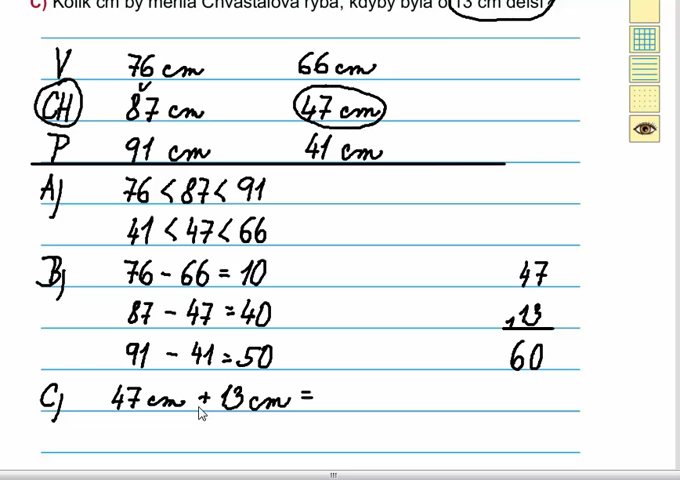 C) Kolik cm by měřila Chvástalova ryba, kdyby byla o 13 cm delší?
V 76 cm 66 cm
CH 87 cm 47 cm
P 91 cm 41 cm
A) 76 < 87 < 91
41 < 47 < 66
B) 76 - 66 = 10
87 - 47 = 40 47
13
91 - 41 = 50 60
C) 47 cm + 13 cm =